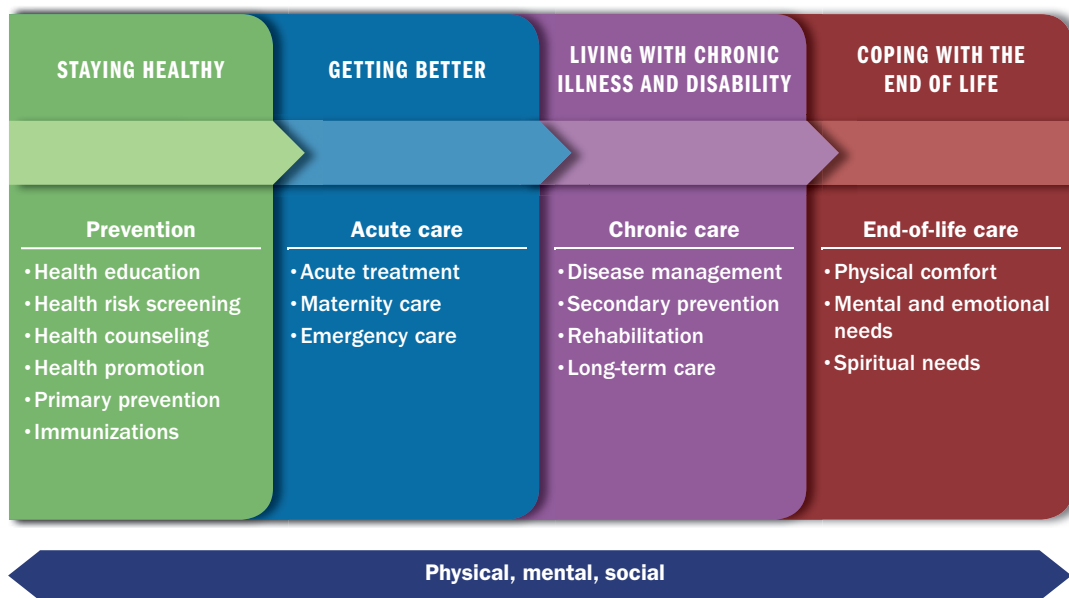 STAYING HEALTHY
Prevention
• Health education
• Health risk screening
• Health counseling
• Health promotion
• Primary prevention
• Immunizations
GETTING BETTER
Acute care
• Acute treatment
• Maternity care
• Emergency care
LIVING WITH CHRONIC
ILLNESS AND DISABILITY
Chronic care
• Disease management
• Secondary prevention
• Rehabilitation
• Long-term care
COPING WITH THE
END OF LIFE
End-of-life care
• Physical comfort
• Mental and emotional
needs
• Spiritual needs
Physical, mental, social